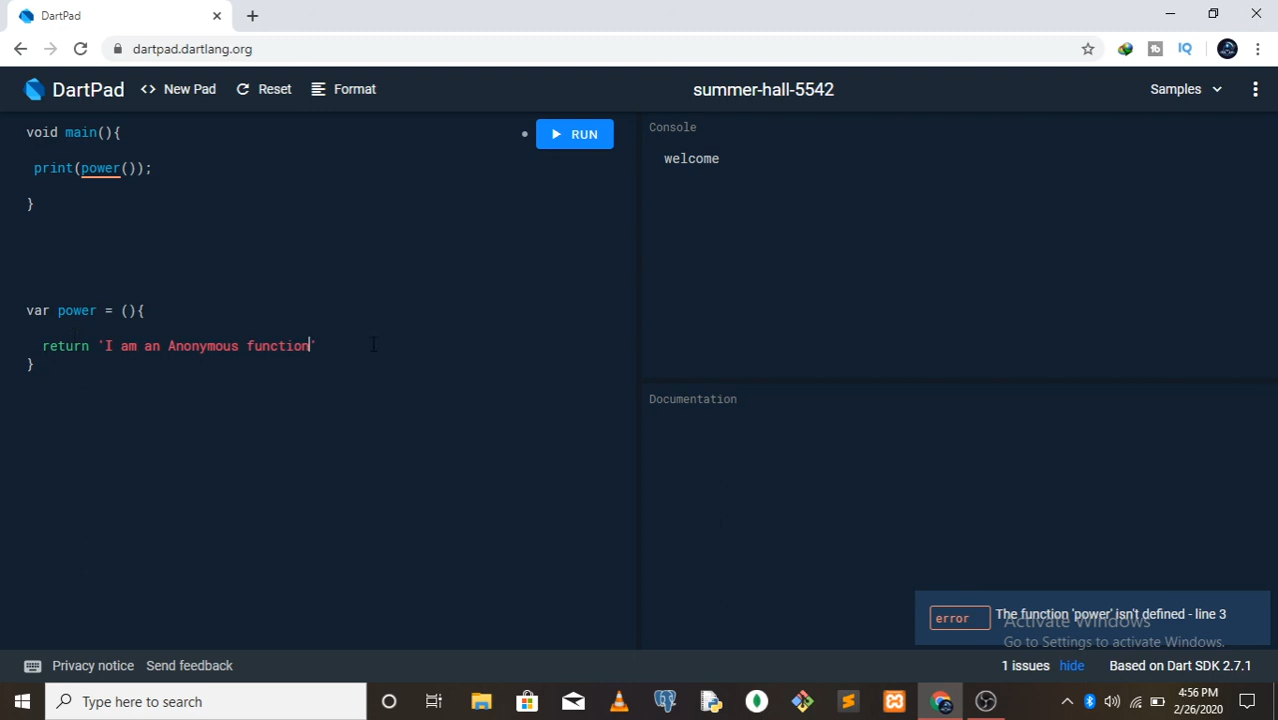 DartPad
dartpad.dartlang.org
DartPad
<> New Pad
Reset
Format
summer-hall-5542
Samples
void main(){
RUN
print(power());
}
var power = (){
return 'I am an Anonymous function'
}
Console
welcome
Documentation
error
The function 'power' isn't defined - line 3
Activate Windows
Go to Settings to activate Windows.
Privacy notice
Send feedback
1 issues
hide
Based on Dart SDK 2.7.1
Type here to search
4:56 PM
2/26/2020